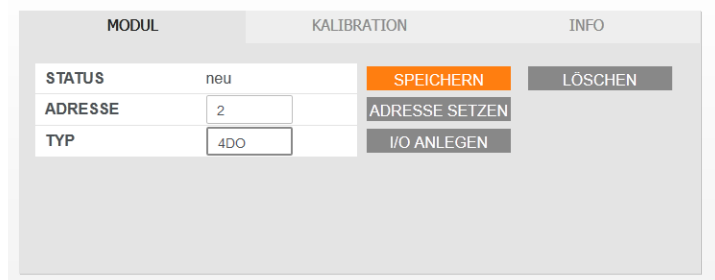 MODUL KALIBRATION INFO
STATUS neu SPEICHERN LÖSCHEN
ADRESSE 2 ADRESSE SETZEN
TYP 4DO I/O ANLEGEN